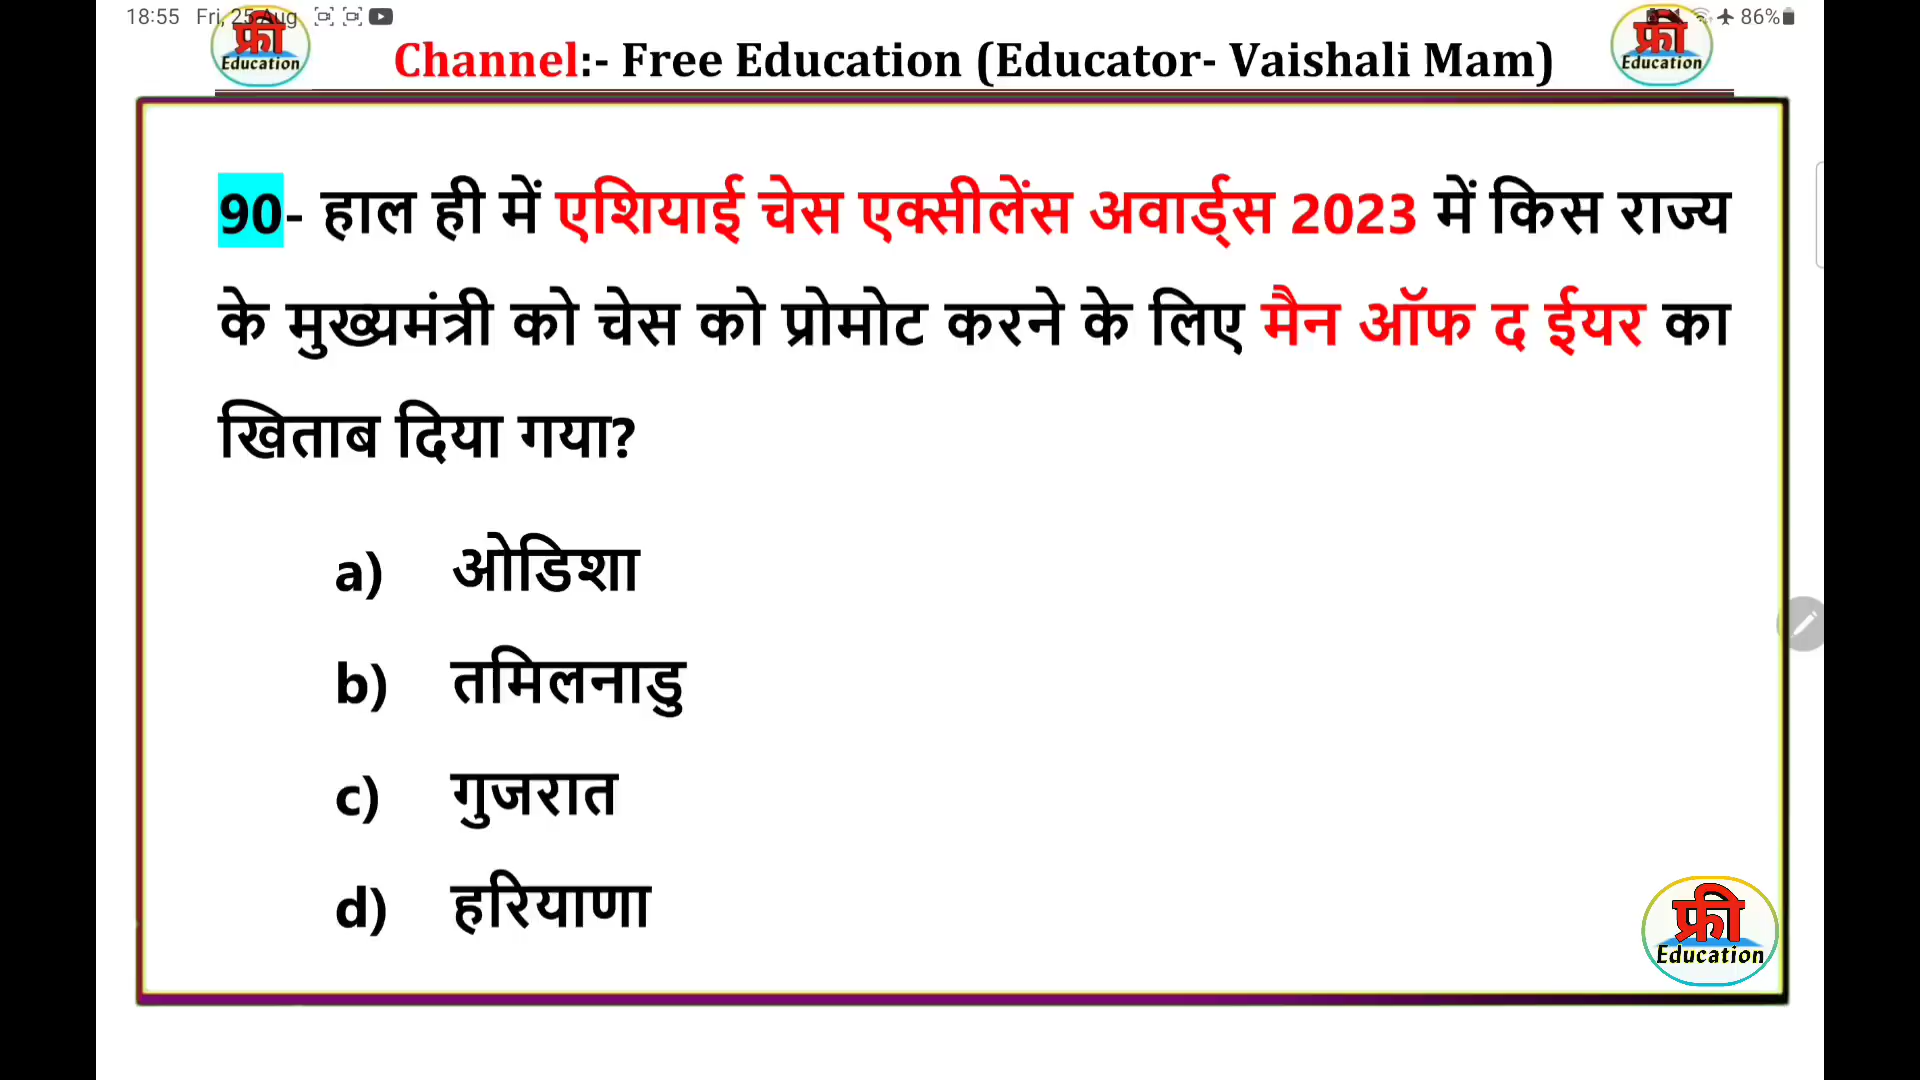 18:55 Fri, 25 Aug
86%
फ्री
Education
Channel:- Free Education (Educator- Vaishali Mam)
फ्री
Education
90- हाल ही में एशियाई चेस एक्सीलेंस अवार्ड्स 2023 में किस राज्य
के मुख्यमंत्री को चेस को प्रोमोट करने के लिए मैन ऑफ द ईयर का
खिताब दिया गया?
a) ओडिशा
b) तमिलनाडु
c) गुजरात
d) हरियाणा
फ्री
Education